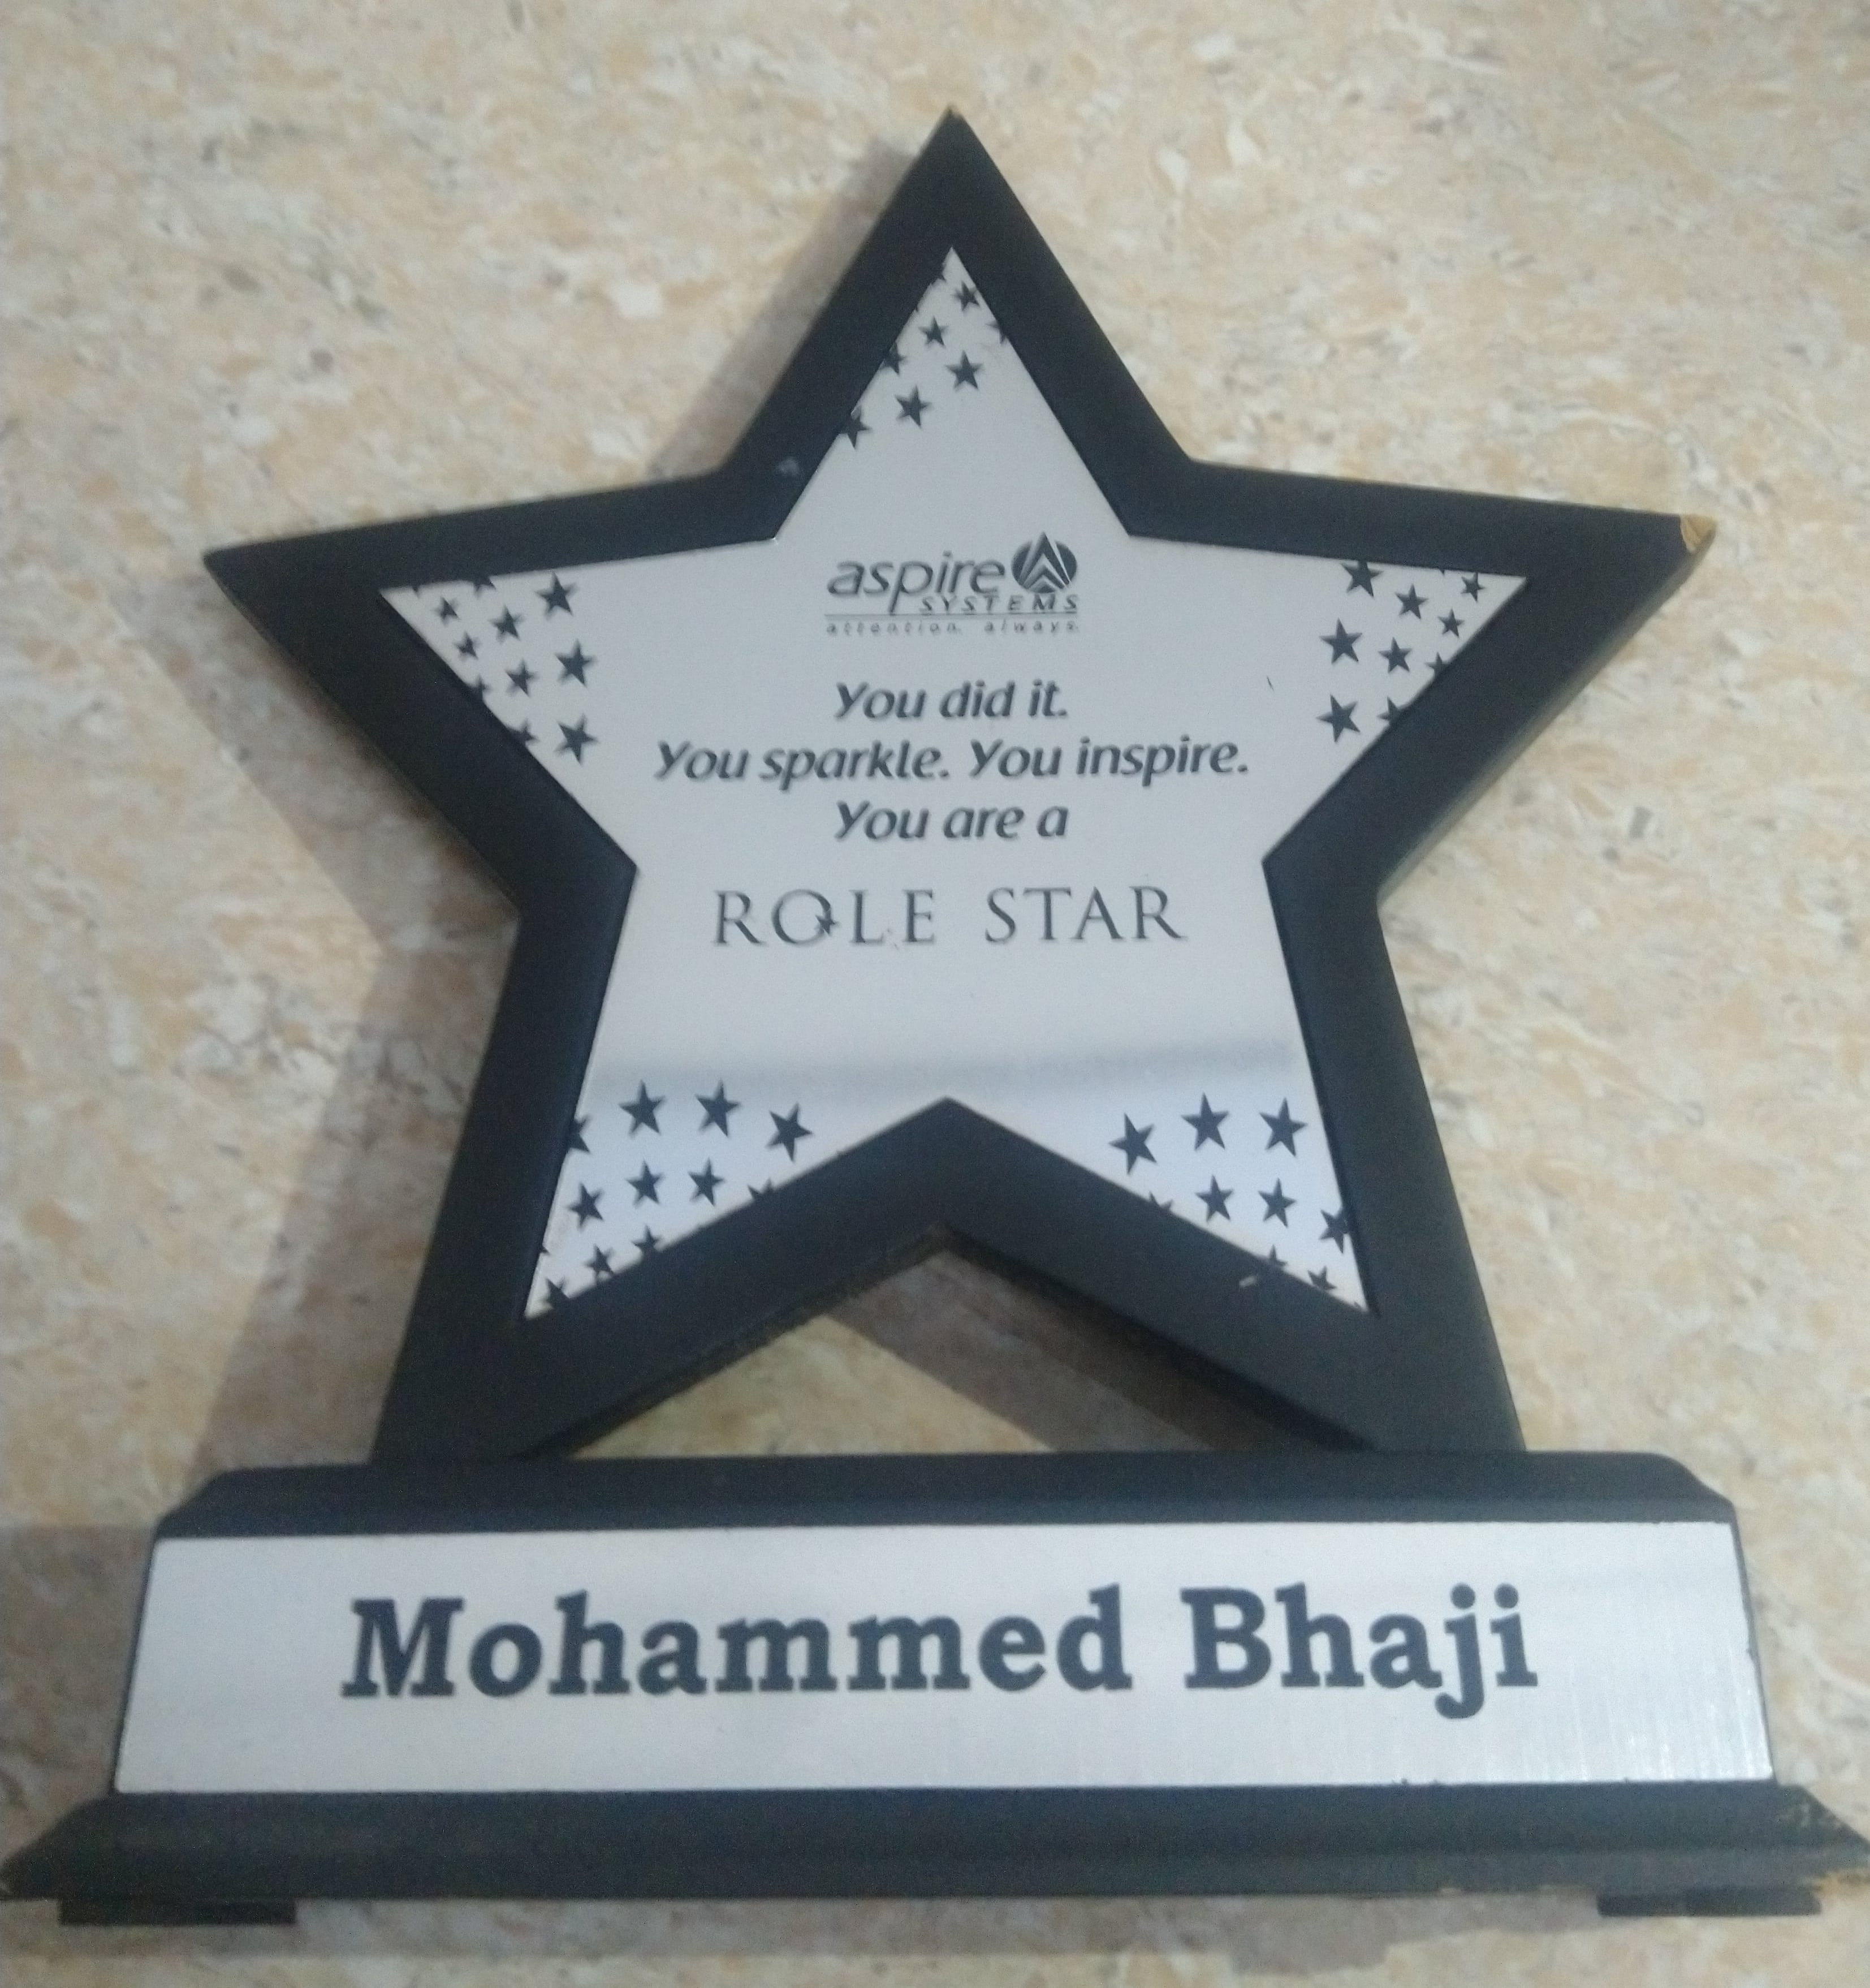 aspire
SYSTEMS
attention. always.
You did it.
You sparkle. You inspire.
You are a
ROLE STAR
Mohammed Bhaji